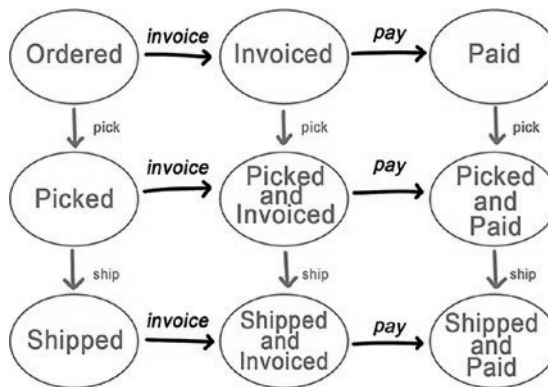 invoice
pay
Ordered
Invoiced
Paid
pick
pick
pick
invoice
pay
Picked
Picked
and
Invoiced
Picked
and
Paid
ship
ship
ship
invoice
pay
Shipped
Shipped
and
Invoiced
Shipped
and
Paid